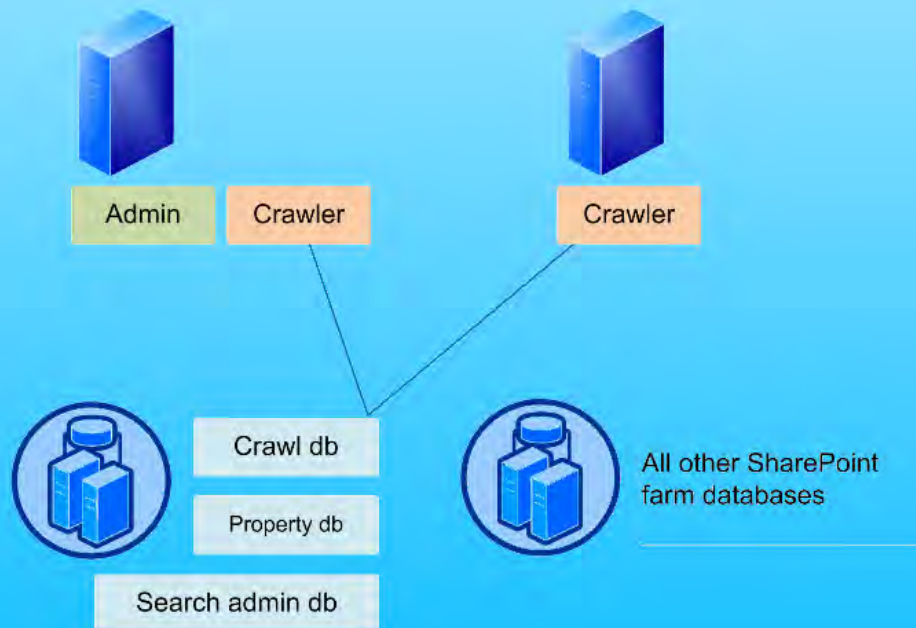 Admin
Crawler
Crawler
Crawl db
Property db
Search admin db
All other SharePoint
farm databases